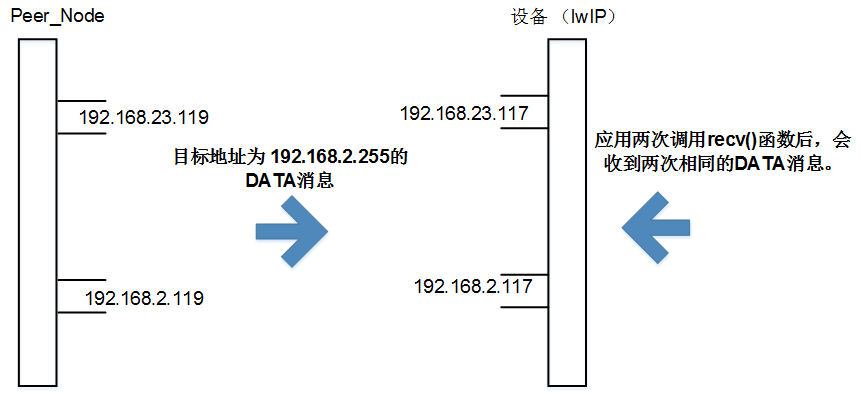 Peer_Node
设备（lwIP）
192.168.23.119
192.168.23.117
目标地址为 192.168.2.255的
DATA消息
应用两次调用recv()函数后，会
收到两次相同的DATA消息。
192.168.2.119
192.168.2.117